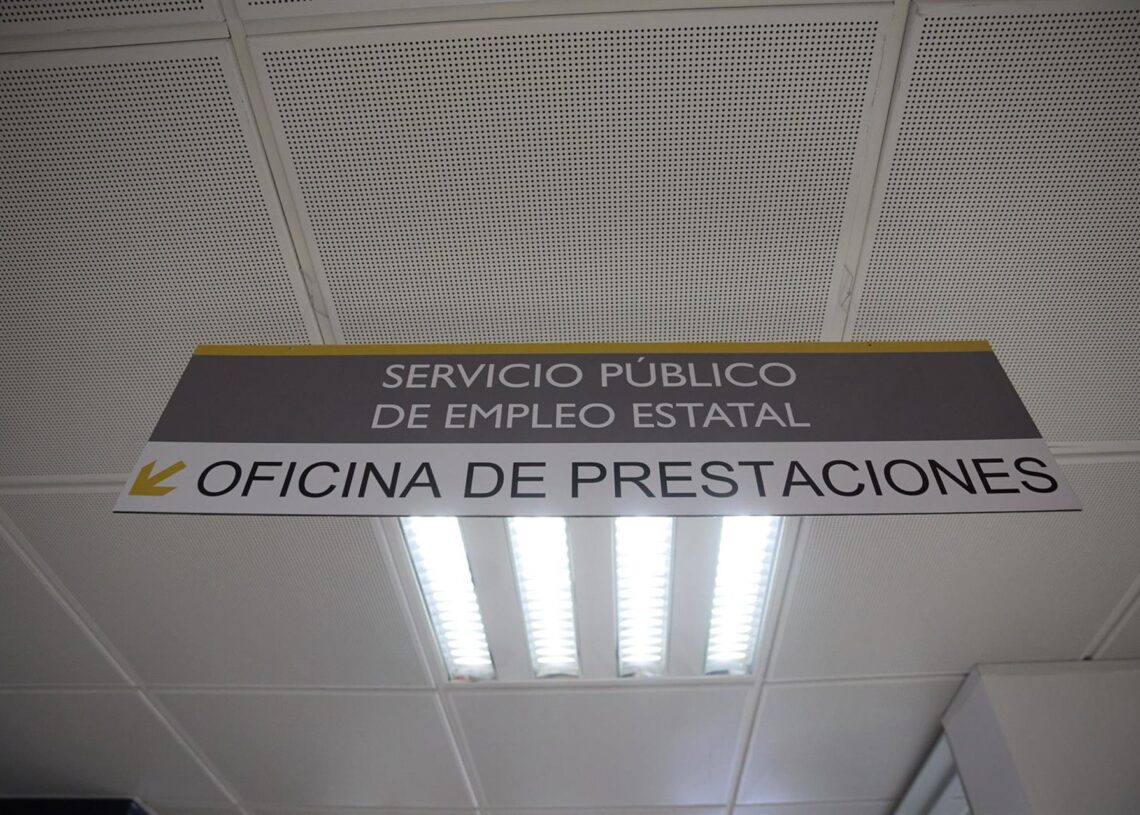 SERVICIO PÚBLICO
DE EMPLEO ESTATAL
OFICINA DE PRESTACIONES